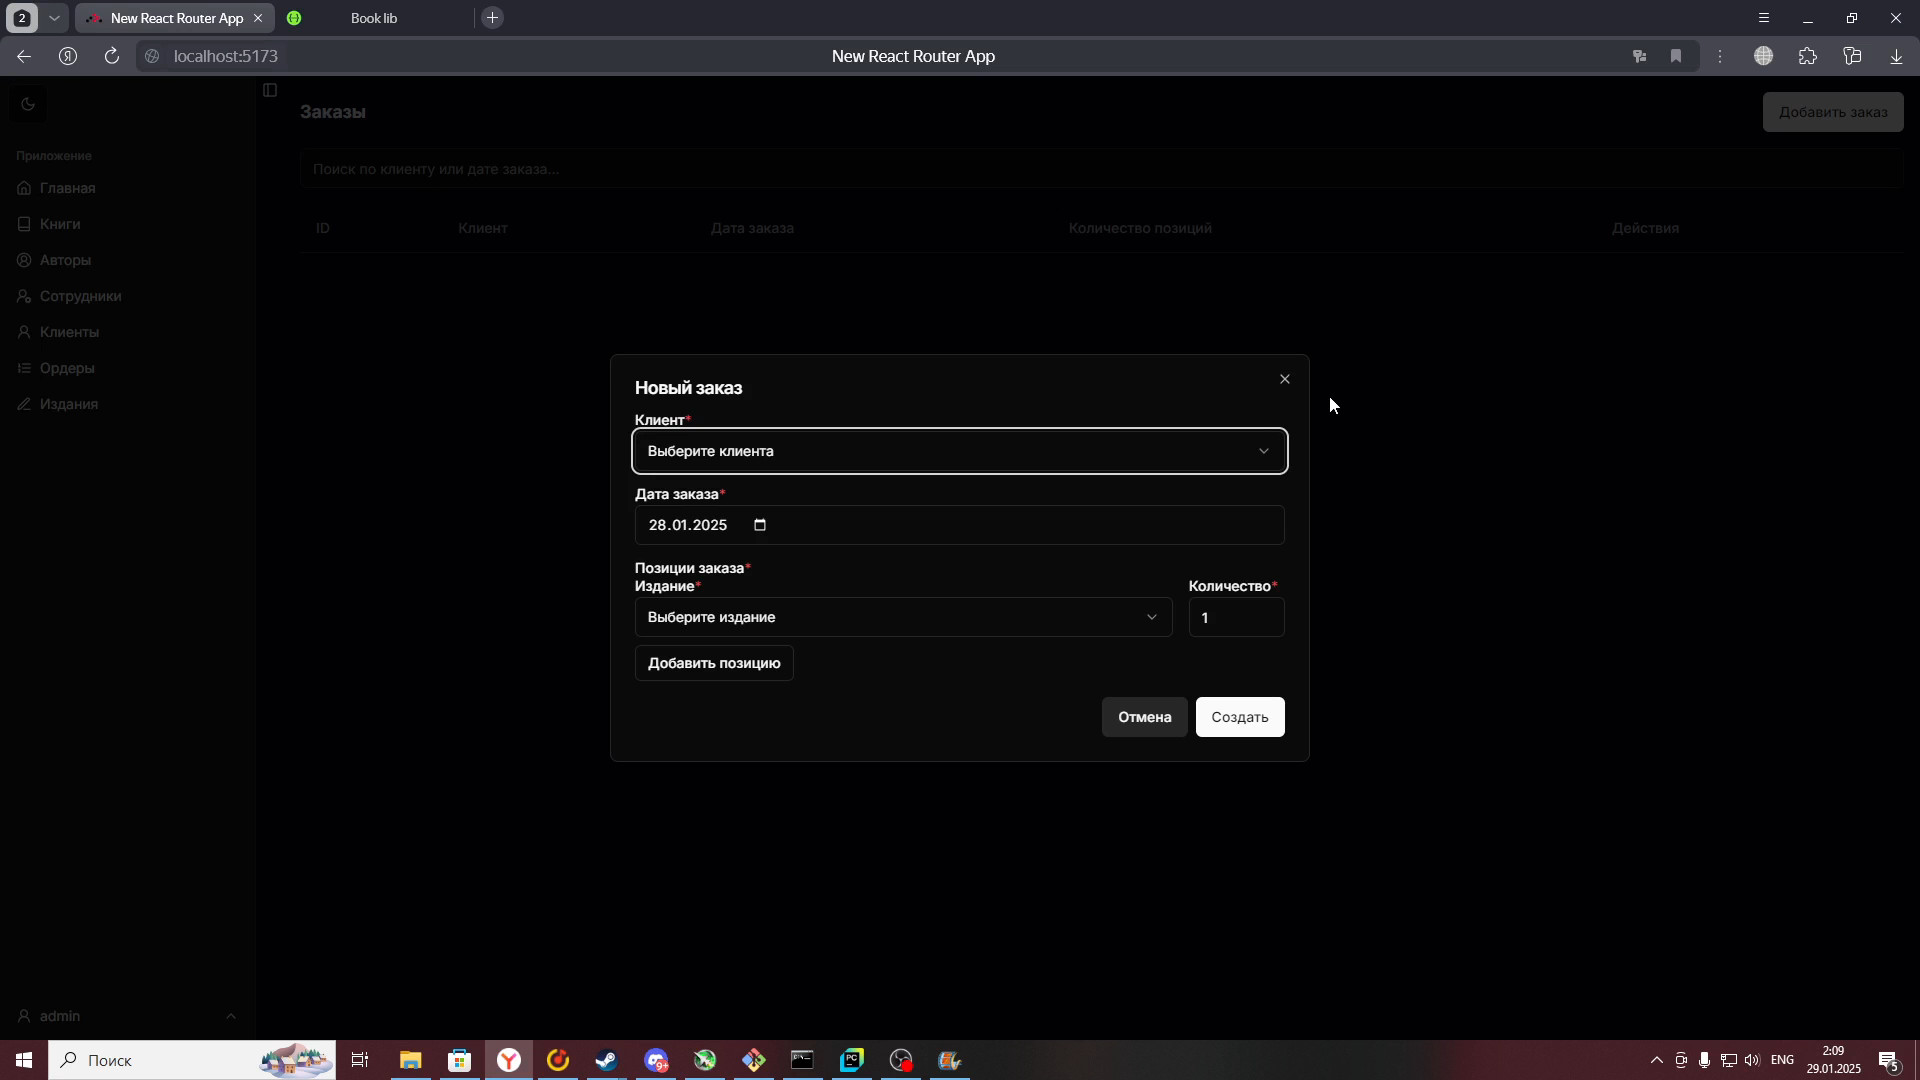 2
New React Router App
Book lib
localhost:5173
New React Router App
Заказы
Добавить заказ
Приложение
Поиск по клиенту или дате заказа...
Главная
Книги
Авторы
Сотрудники
Клиенты
Ордеры
Издания
ID
Клиент
Дата заказа
Количество позиций
Действия
Новый заказ
Клиент*
Выберите клиента
Дата заказа*
28.01.2025
Позиции заказа*
Издание*
Количество*
Выберите издание
1
Добавить позицию
Отмена
Создать
admin
Поиск
9+
PC
ENG
2:09
29.01.2025
5